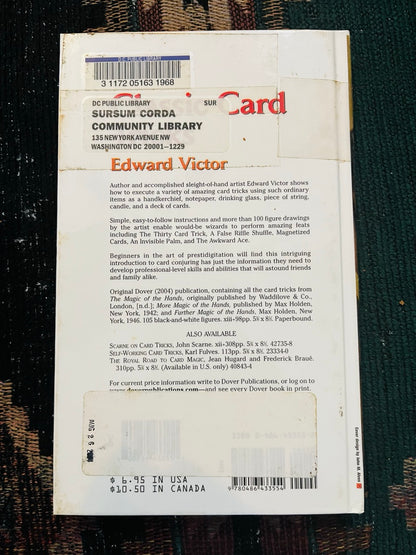 D.C. PUBLIC LIBRARY
3 1172 05163 1968
Classic Card
DC PUBLIC LIBRARY SUR
SURSUM CORDA
COMMUNITY LIBRARY
135 NEW YORK AVENUE NW
WASHINGTON DC 20001-1229
Edward Victor
Author and accomplished sleight-of-hand artist Edward Victor shows
how to execute a variety of amazing card tricks using such ordinary
items as a handkerchief, notepaper, drinking glass, piece of string,
candle, and a deck of cards.
Simple, easy-to-follow instructions and more than 100 figure drawings
by the artist enable would-be wizards to perform amazing feats
including The Thirty Card Trick, A False Riffle Shuffle, Magnetized
Cards, An Invisible Palm, and The Awkward Ace.
Beginners in the art of prestidigitation will find this intriguing
introduction to card conjuring has just the information they need to
develop professional-level skills and abilities that will astound friends
and family alike.
Original Dover (2004) publication, containing all the card tricks from
The Magic of the Hands, originally published by Waddilove & Co.,
London, [n.d.]; More Magic of the Hands, published by Max Holden,
New York, 1942; and Further Magic of the Hands, Max Holden, New
York, 1946. 105 black-and-white figures. xii+98pp. 5⅜ x 8½. Paperbound.
ALSO AVAILABLE
SCARNE ON CARD TRICKS, John Scarne. xii+308pp. 5⅜ x 8½. 42735-8
SELF-WORKING CARD TRICKS, Karl Fulves. 113pp. 5⅜ x 8½. 23334-0
THE ROYAL ROAD TO CARD MAGIC, Jean Hugard and Frederick Braué.
310pp. 5⅜ x 8½. (Available in U.S. only) 40843-4
For current price information write to Dover Publications, or log on to
www.doverpublications.com—and see every Dover book in print.
AUG 26
$ 6.95 IN USA
$10.50 IN CANADA
9 780486 433554
Cover design by John M. Alves